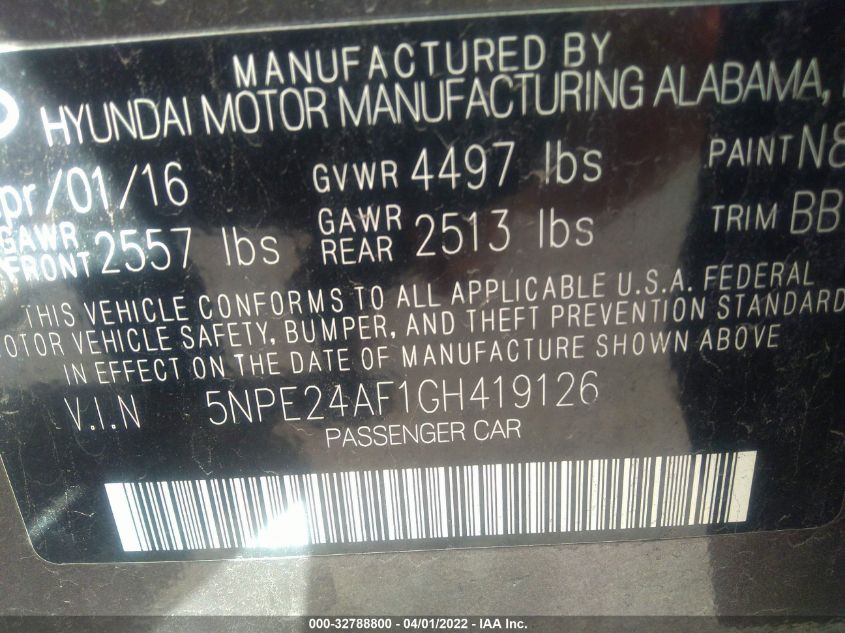 MANUFACTURED BY
HYUNDAI MOTOR MANUFACTURING ALABAMA,
pr/01/16 GVWR 4497 lbs PAINT N8
GAWR FRONT 2557 lbs GAWR REAR 2513 lbs TRIM BB
THIS VEHICLE CONFORMS TO ALL APPLICABLE U.S.A. FEDERAL
OTOR VEHICLE SAFETY, BUMPER, AND THEFT PREVENTION STANDARD
IN EFFECT ON THE DATE OF MANUFACTURE SHOWN ABOVE
V.I.N 5NPE24AF1GH419126
PASSENGER CAR
000-32788800 - 04/01/2022 - IAA Inc.